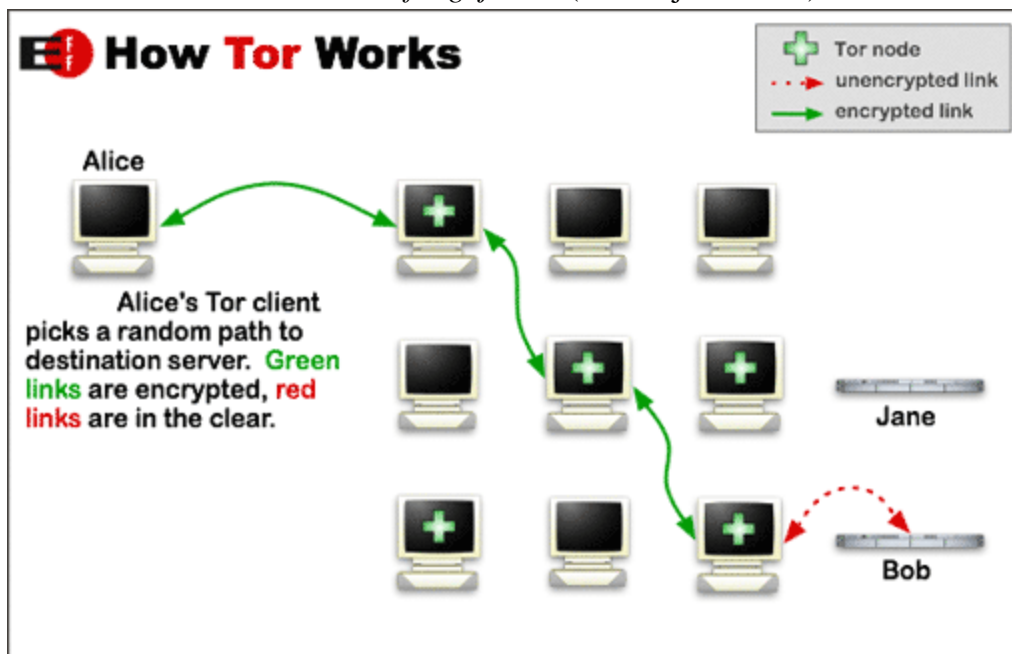 EFF How Tor Works
Tor node
unencrypted link
encrypted link
Alice
Alice's Tor client
picks a random path to
destination server. Green
links are encrypted, red
links are in the clear.
Jane
Bob